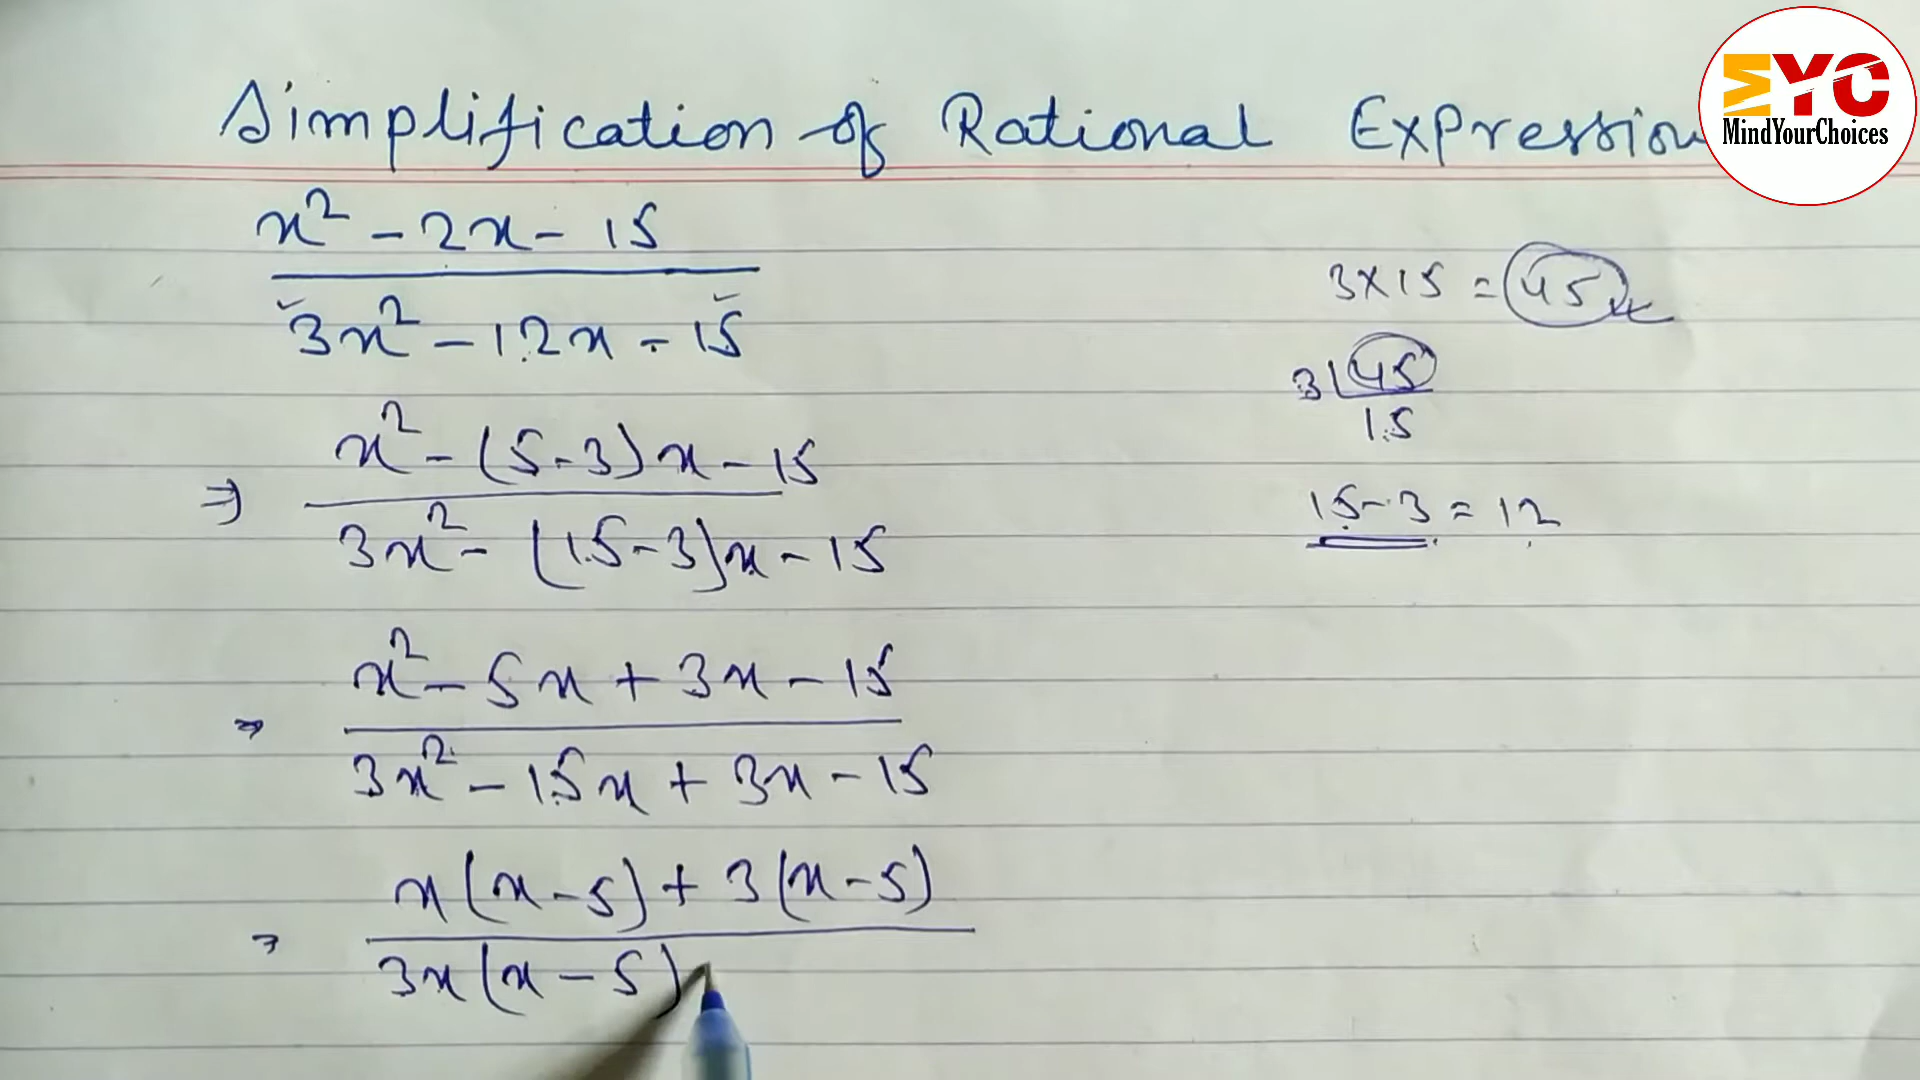 Simplification of Rational Expression
MYC
MindYourChoices
x² - 2x - 15
3x² - 12x - 15
⇒ x² - (5-3)x - 15
3x² - (15-3)x - 15
⇒ x² - 5x + 3x - 15
3x² - 15x + 3x - 15
⇒ x(x-5) + 3(x-5)
3x(x-5)
3×15 = 45
3 | 45
15
15-3 = 12